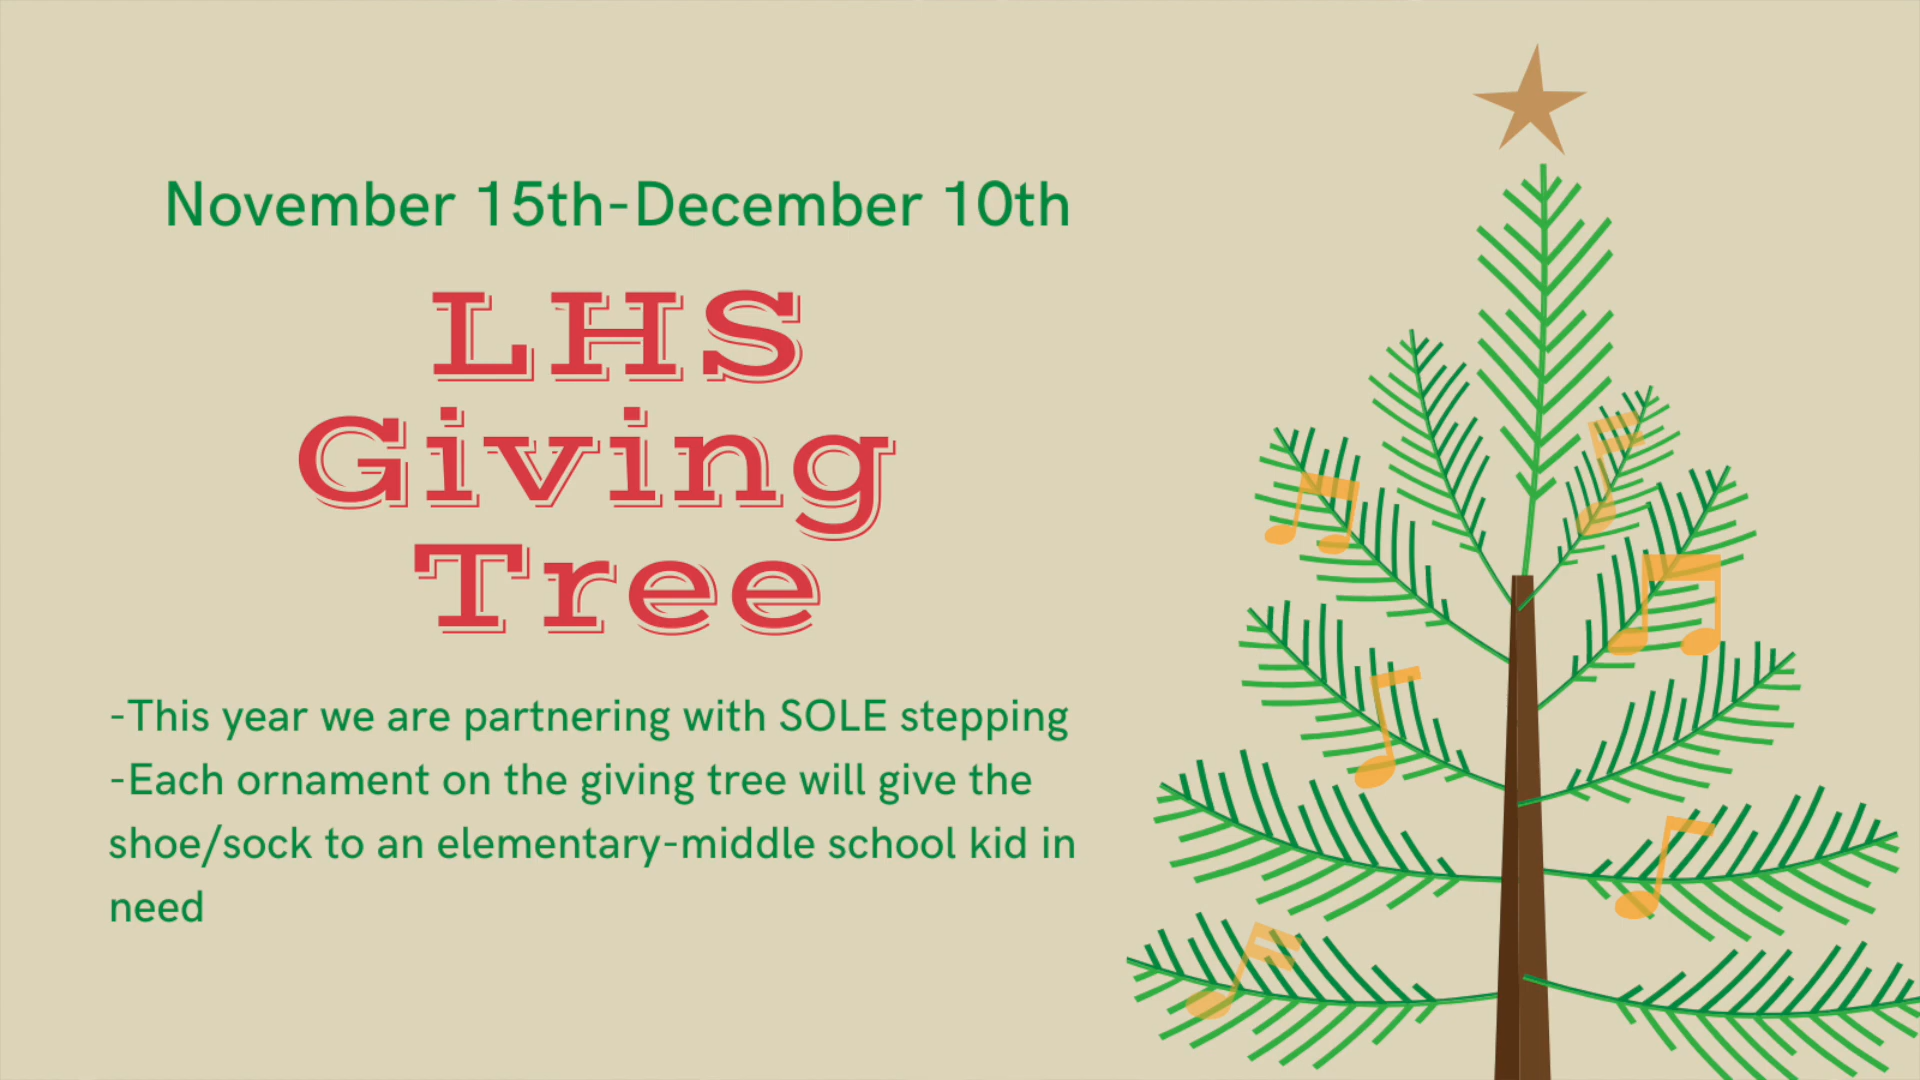 November 15th-December 10th
LHS
Giving
Tree
-This year we are partnering with SOLE stepping
-Each ornament on the giving tree will give the
shoe/sock to an elementary-middle school kid in
need